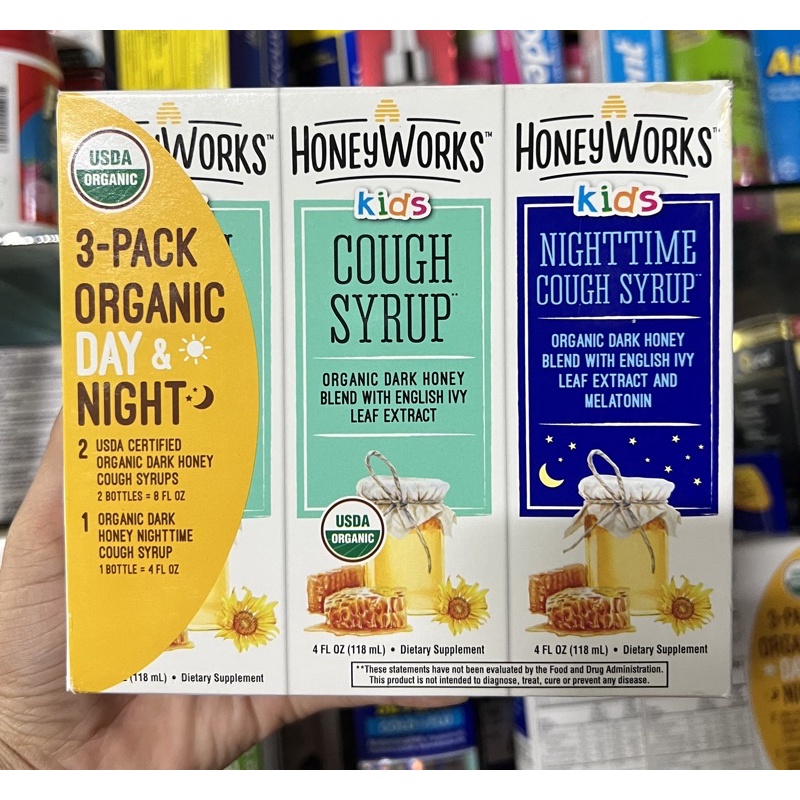 USDA
ORGANIC
3-PACK
ORGANIC
DAY &
NIGHT
2 USDA CERTIFIED
ORGANIC DARK HONEY
COUGH SYRUPS
2 BOTTLES = 8 FL OZ
1 ORGANIC DARK
HONEY NIGHTTIME
COUGH SYRUP
1 BOTTLE = 4 FL OZ
YWORKS™
(118 mL) • Dietary Supplement
HONEYWORKS™
kids
COUGH
SYRUP**
ORGANIC DARK HONEY
BLEND WITH ENGLISH IVY
LEAF EXTRACT
USDA
ORGANIC
4 FL OZ (118 mL) • Dietary Supplement
HONEYWORKS™
kids
NIGHTTIME
COUGH SYRUP**
ORGANIC DARK HONEY
BLEND WITH ENGLISH IVY
LEAF EXTRACT AND
MELATONIN
4 FL OZ (118 mL) • Dietary Supplement
**These statements have not been evaluated by the Food and Drug Administration.
This product is not intended to diagnose, treat, cure or prevent any disease.
3-PA